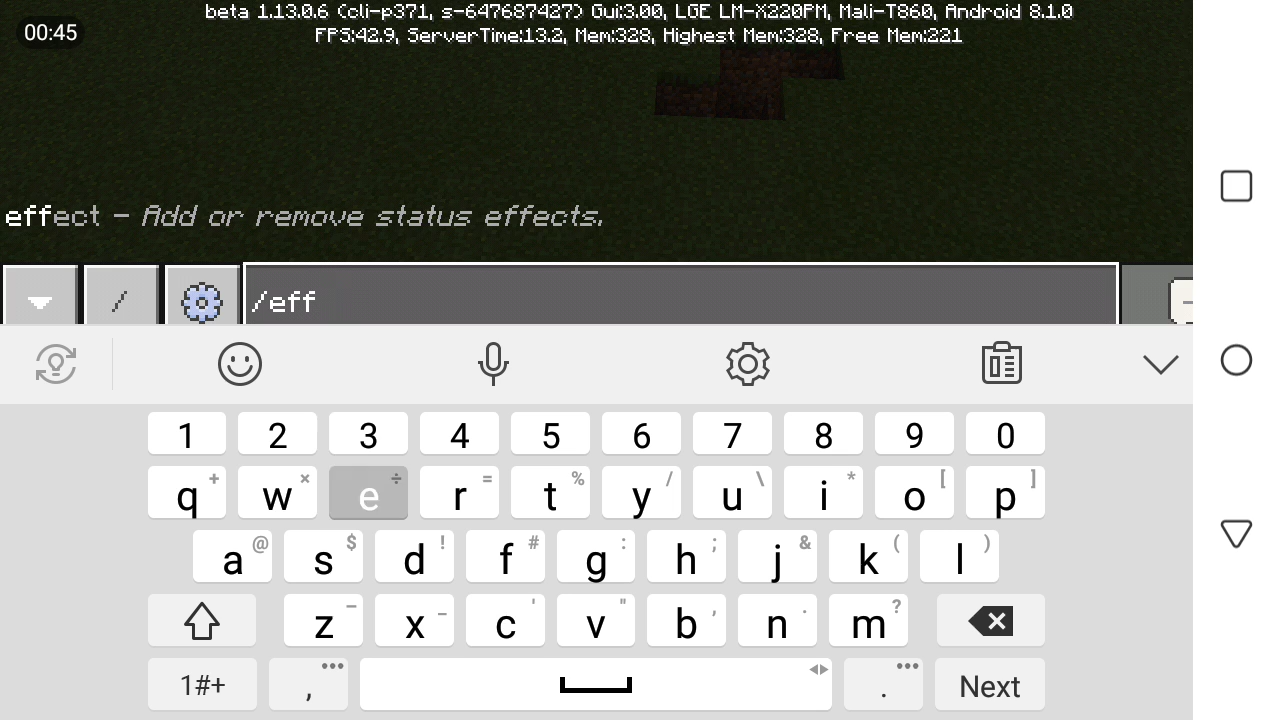 beta 1.13.0.6 (cli-p371, s-647687427) Gui:3.00, LGE LM-X220PM, Mali-T860, Android 8.1.0
00:45
FPS:42.9, ServerTime:13.2, Mem:328, Highest Mem:328, Free Mem:221
effect – Add or remove status effects.
/
/eff
1 2 3 4 5 6 7 8 9 0
q + w × e ÷ r = t % y / u \ i * o [ p ]
a @ s $ d ! f # g : h ; j & k ( l )
z – x - c ' v " b , n . m ?
1#+ , ... . ... Next